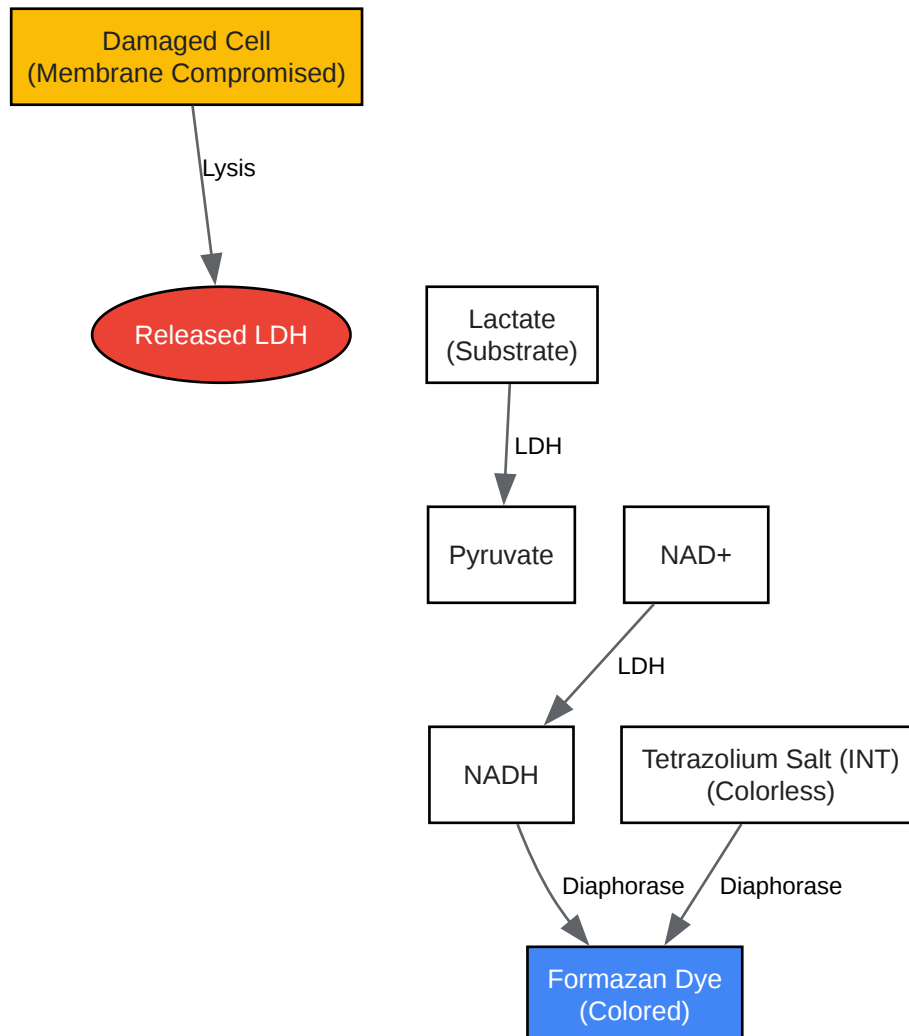 Damaged Cell
(Membrane Compromised)
Lysis
Released LDH
Lactate
(Substrate)
LDH
Pyruvate
NAD+
LDH
NADH
Tetrazolium Salt (INT)
(Colorless)
Diaphorase
Diaphorase
Formazan Dye
(Colored)